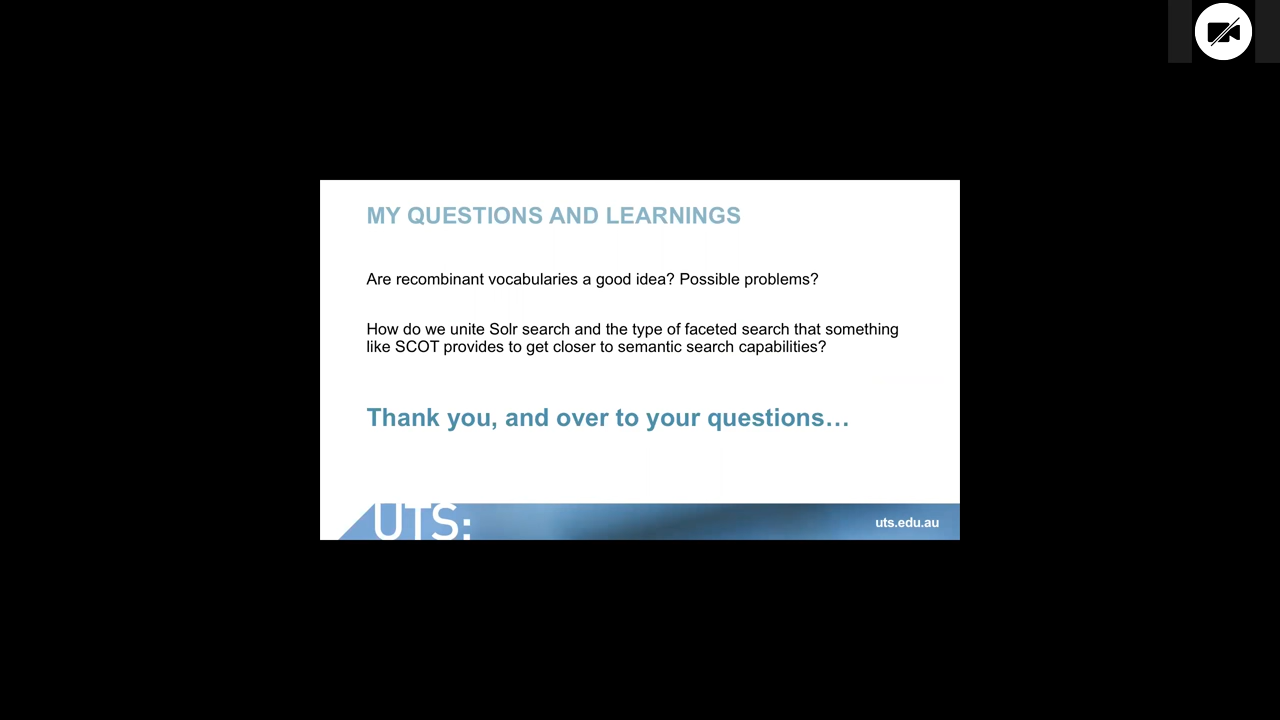 MY QUESTIONS AND LEARNINGS
Are recombinant vocabularies a good idea? Possible problems?
How do we unite Solr search and the type of faceted search that something
like SCOT provides to get closer to semantic search capabilities?
Thank you, and over to your questions…
UTS:
uts.edu.au